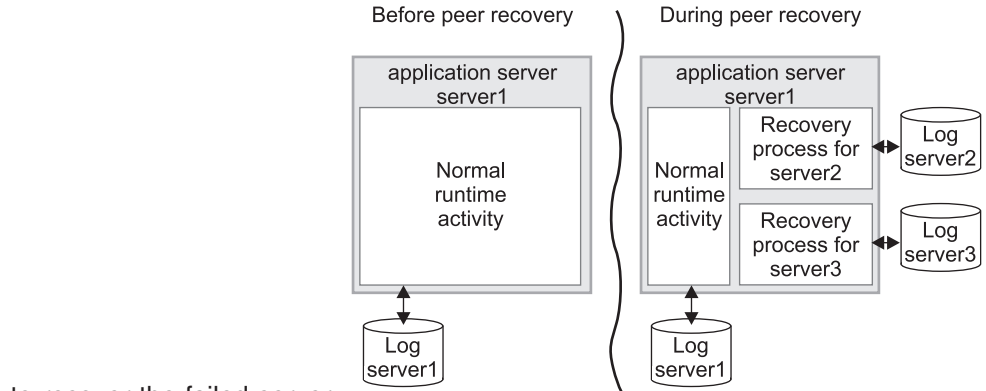 Before peer recovery
During peer recovery
application server
server1
Normal
runtime
activity
Log
server1
application server
server1
Normal
runtime
activity
Recovery
process for
server2
Recovery
process for
server3
Log
server2
Log
server3
Log
server1